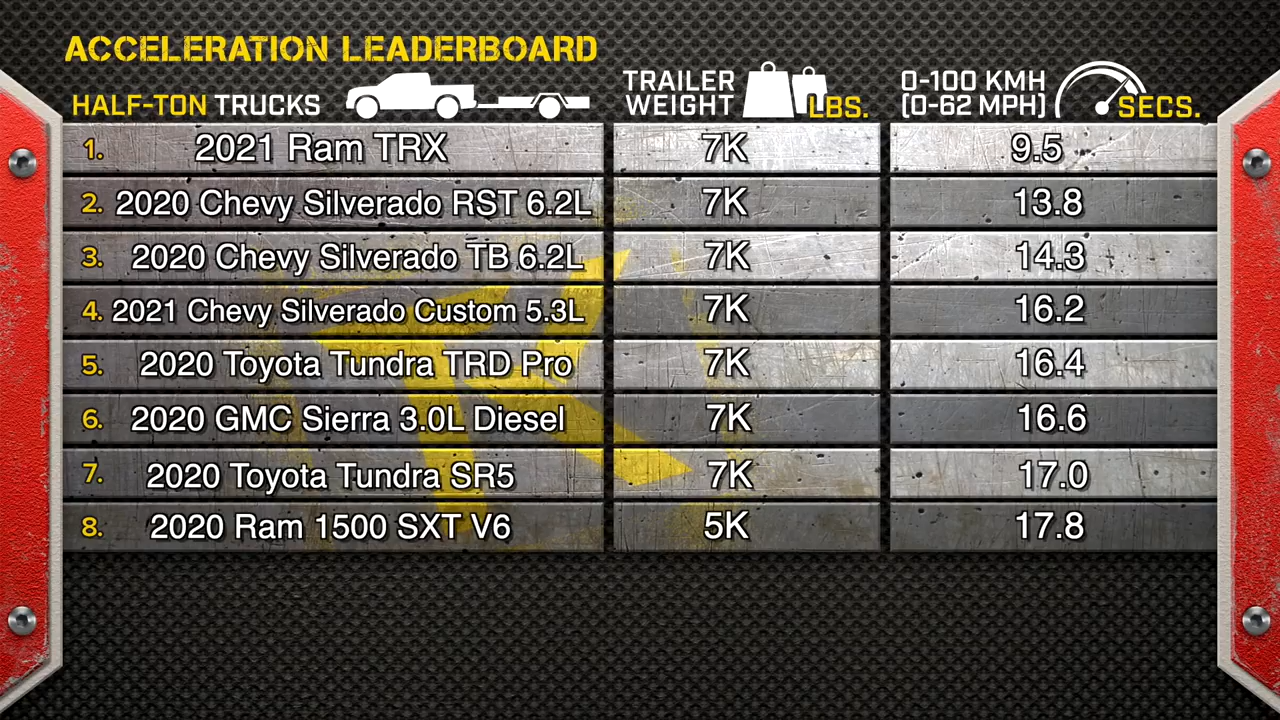 ACCELERATION LEADERBOARD
HALF-TON TRUCKS
TRAILER WEIGHT LBS.
0-100 KMH [0-62 MPH] SECS.
1. 2021 Ram TRX 7K 9.5
2. 2020 Chevy Silverado RST 6.2L 7K 13.8
3. 2020 Chevy Silverado TB 6.2L 7K 14.3
4. 2021 Chevy Silverado Custom 5.3L 7K 16.2
5. 2020 Toyota Tundra TRD Pro 7K 16.4
6. 2020 GMC Sierra 3.0L Diesel 7K 16.6
7. 2020 Toyota Tundra SR5 7K 17.0
8. 2020 Ram 1500 SXT V6 5K 17.8